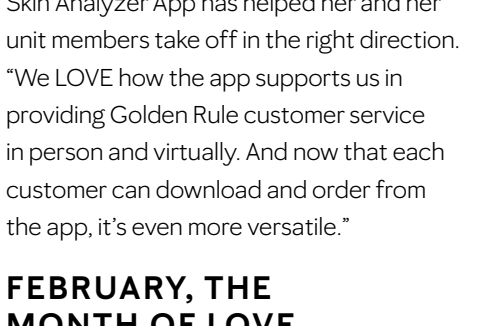 Skin Analyzer App has helped her and her
unit members take off in the right direction.
“We LOVE how the app supports us in
providing Golden Rule customer service
in person and virtually. And now that each
customer can download and order from
the app, it’s even more versatile.”
FEBRUARY, THE
MONTH OF LOVE